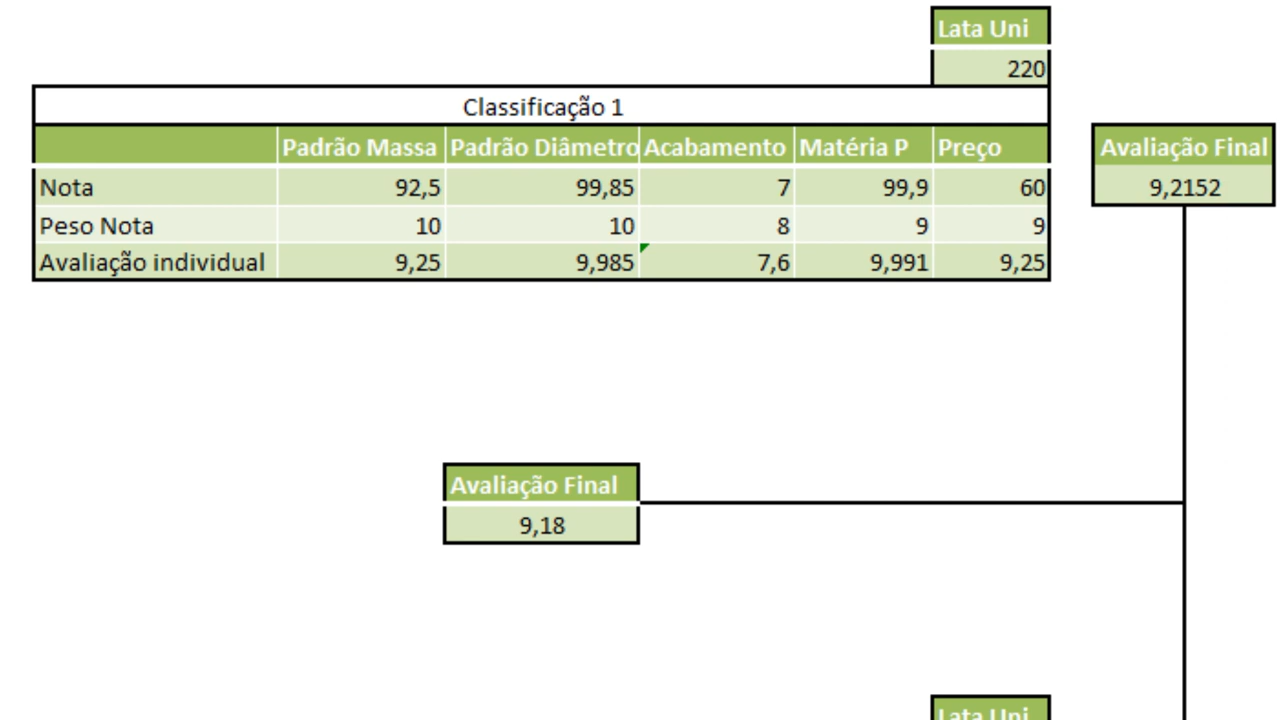 Lata Uni
220
Classificação 1
Padrão Massa Padrão Diâmetro Acabamento Matéria P Preço
Avaliação Final
Nota 92,5 99,85 7 99,9 60
9,2152
Peso Nota 10 10 8 9 9
Avaliação individual 9,25 9,985 7,6 9,991 9,25
Avaliação Final
9,18
Lata Uni